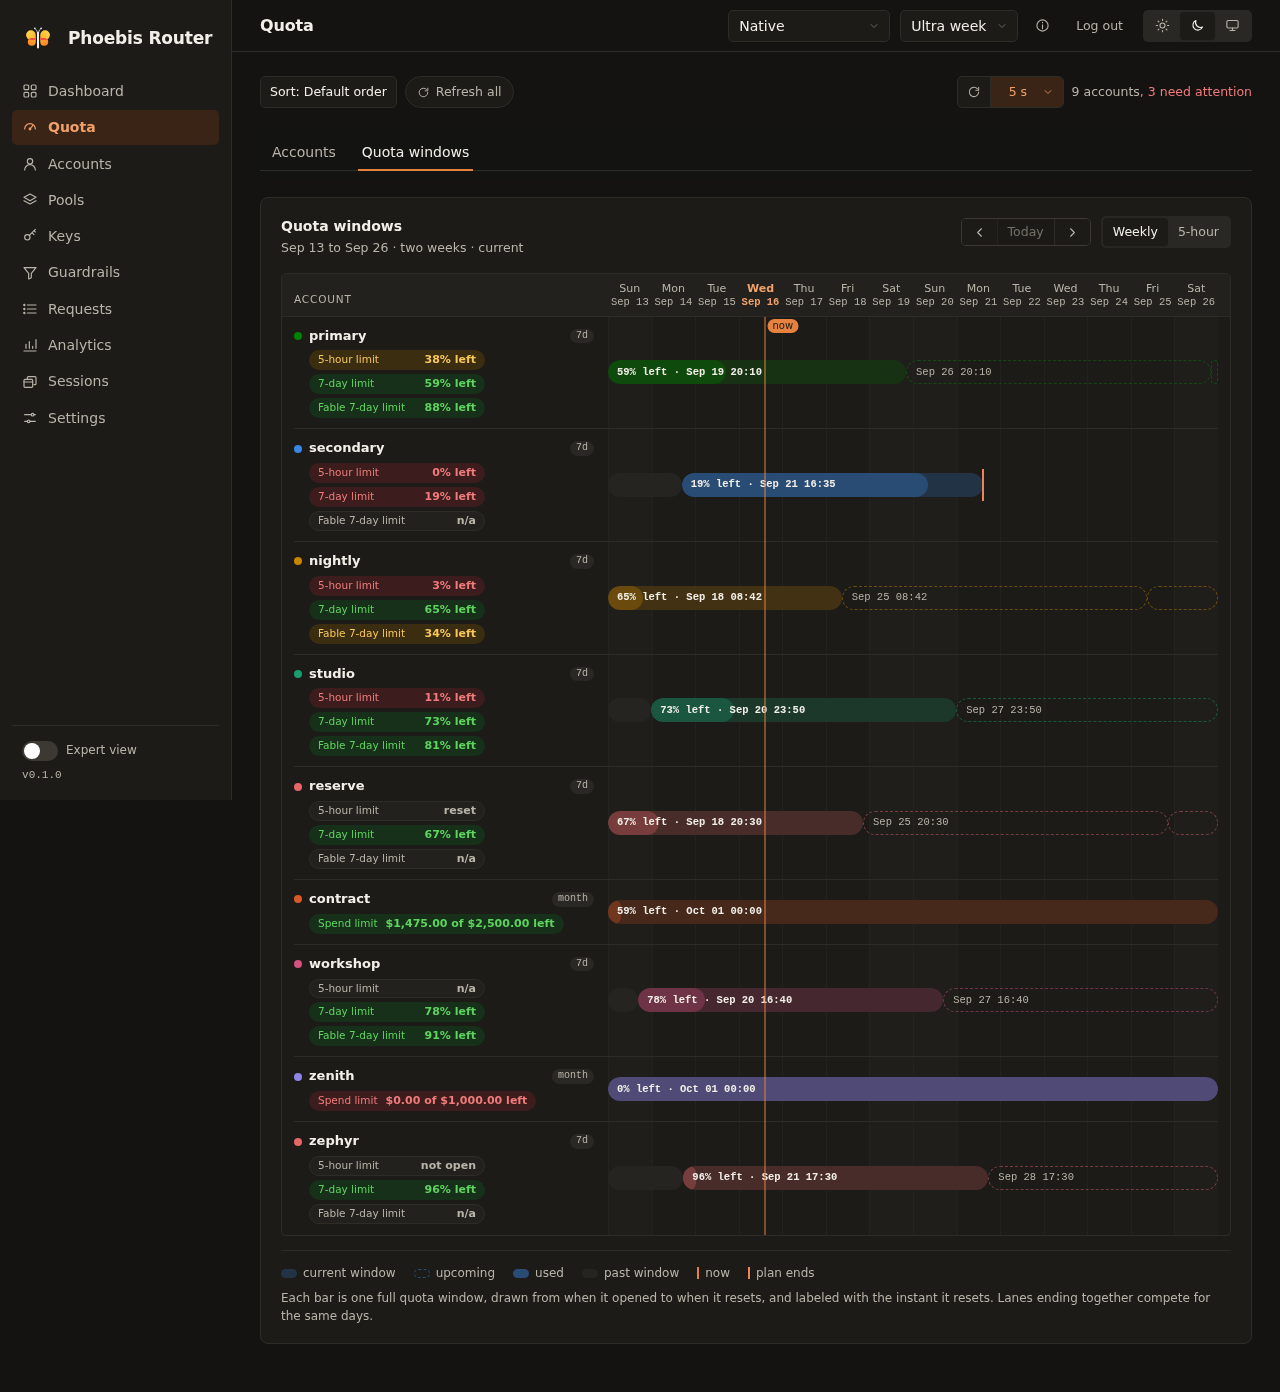 Phoebis Router
Dashboard
Quota
Accounts
Pools
Keys
Guardrails
Requests
Analytics
Sessions
Settings
Expert view
v0.1.0
Quota
Native
Ultra week
Log out
Sort: Default order
Refresh all
5 s
9 accounts, 3 need attention
Accounts
Quota windows
Quota windows
Sep 13 to Sep 26 · two weeks · current
Today
Weekly
5-hour
ACCOUNT
Sun Mon Tue Wed Thu Fri Sat Sun Mon Tue Wed Thu Fri Sat
Sep 13 Sep 14 Sep 15 Sep 16 Sep 17 Sep 18 Sep 19 Sep 20 Sep 21 Sep 22 Sep 23 Sep 24 Sep 25 Sep 26
now
primary 7d
5-hour limit 38% left
7-day limit 59% left
Fable 7-day limit 88% left
59% left · Sep 19 20:10
Sep 26 20:10
secondary 7d
5-hour limit 0% left
7-day limit 19% left
Fable 7-day limit n/a
19% left · Sep 21 16:35
nightly 7d
5-hour limit 3% left
7-day limit 65% left
Fable 7-day limit 34% left
65% left · Sep 18 08:42
Sep 25 08:42
studio 7d
5-hour limit 11% left
7-day limit 73% left
Fable 7-day limit 81% left
73% left · Sep 20 23:50
Sep 27 23:50
reserve 7d
5-hour limit reset
7-day limit 67% left
Fable 7-day limit n/a
67% left · Sep 18 20:30
Sep 25 20:30
contract month
Spend limit $1,475.00 of $2,500.00 left
59% left · Oct 01 00:00
workshop 7d
5-hour limit n/a
7-day limit 78% left
Fable 7-day limit 91% left
78% left · Sep 20 16:40
Sep 27 16:40
zenith month
Spend limit $0.00 of $1,000.00 left
0% left · Oct 01 00:00
zephyr 7d
5-hour limit not open
7-day limit 96% left
Fable 7-day limit n/a
96% left · Sep 21 17:30
Sep 28 17:30
current window
upcoming
used
past window
now
plan ends
Each bar is one full quota window, drawn from when it opened to when it resets, and labeled with the instant it resets. Lanes ending together compete for
the same days.